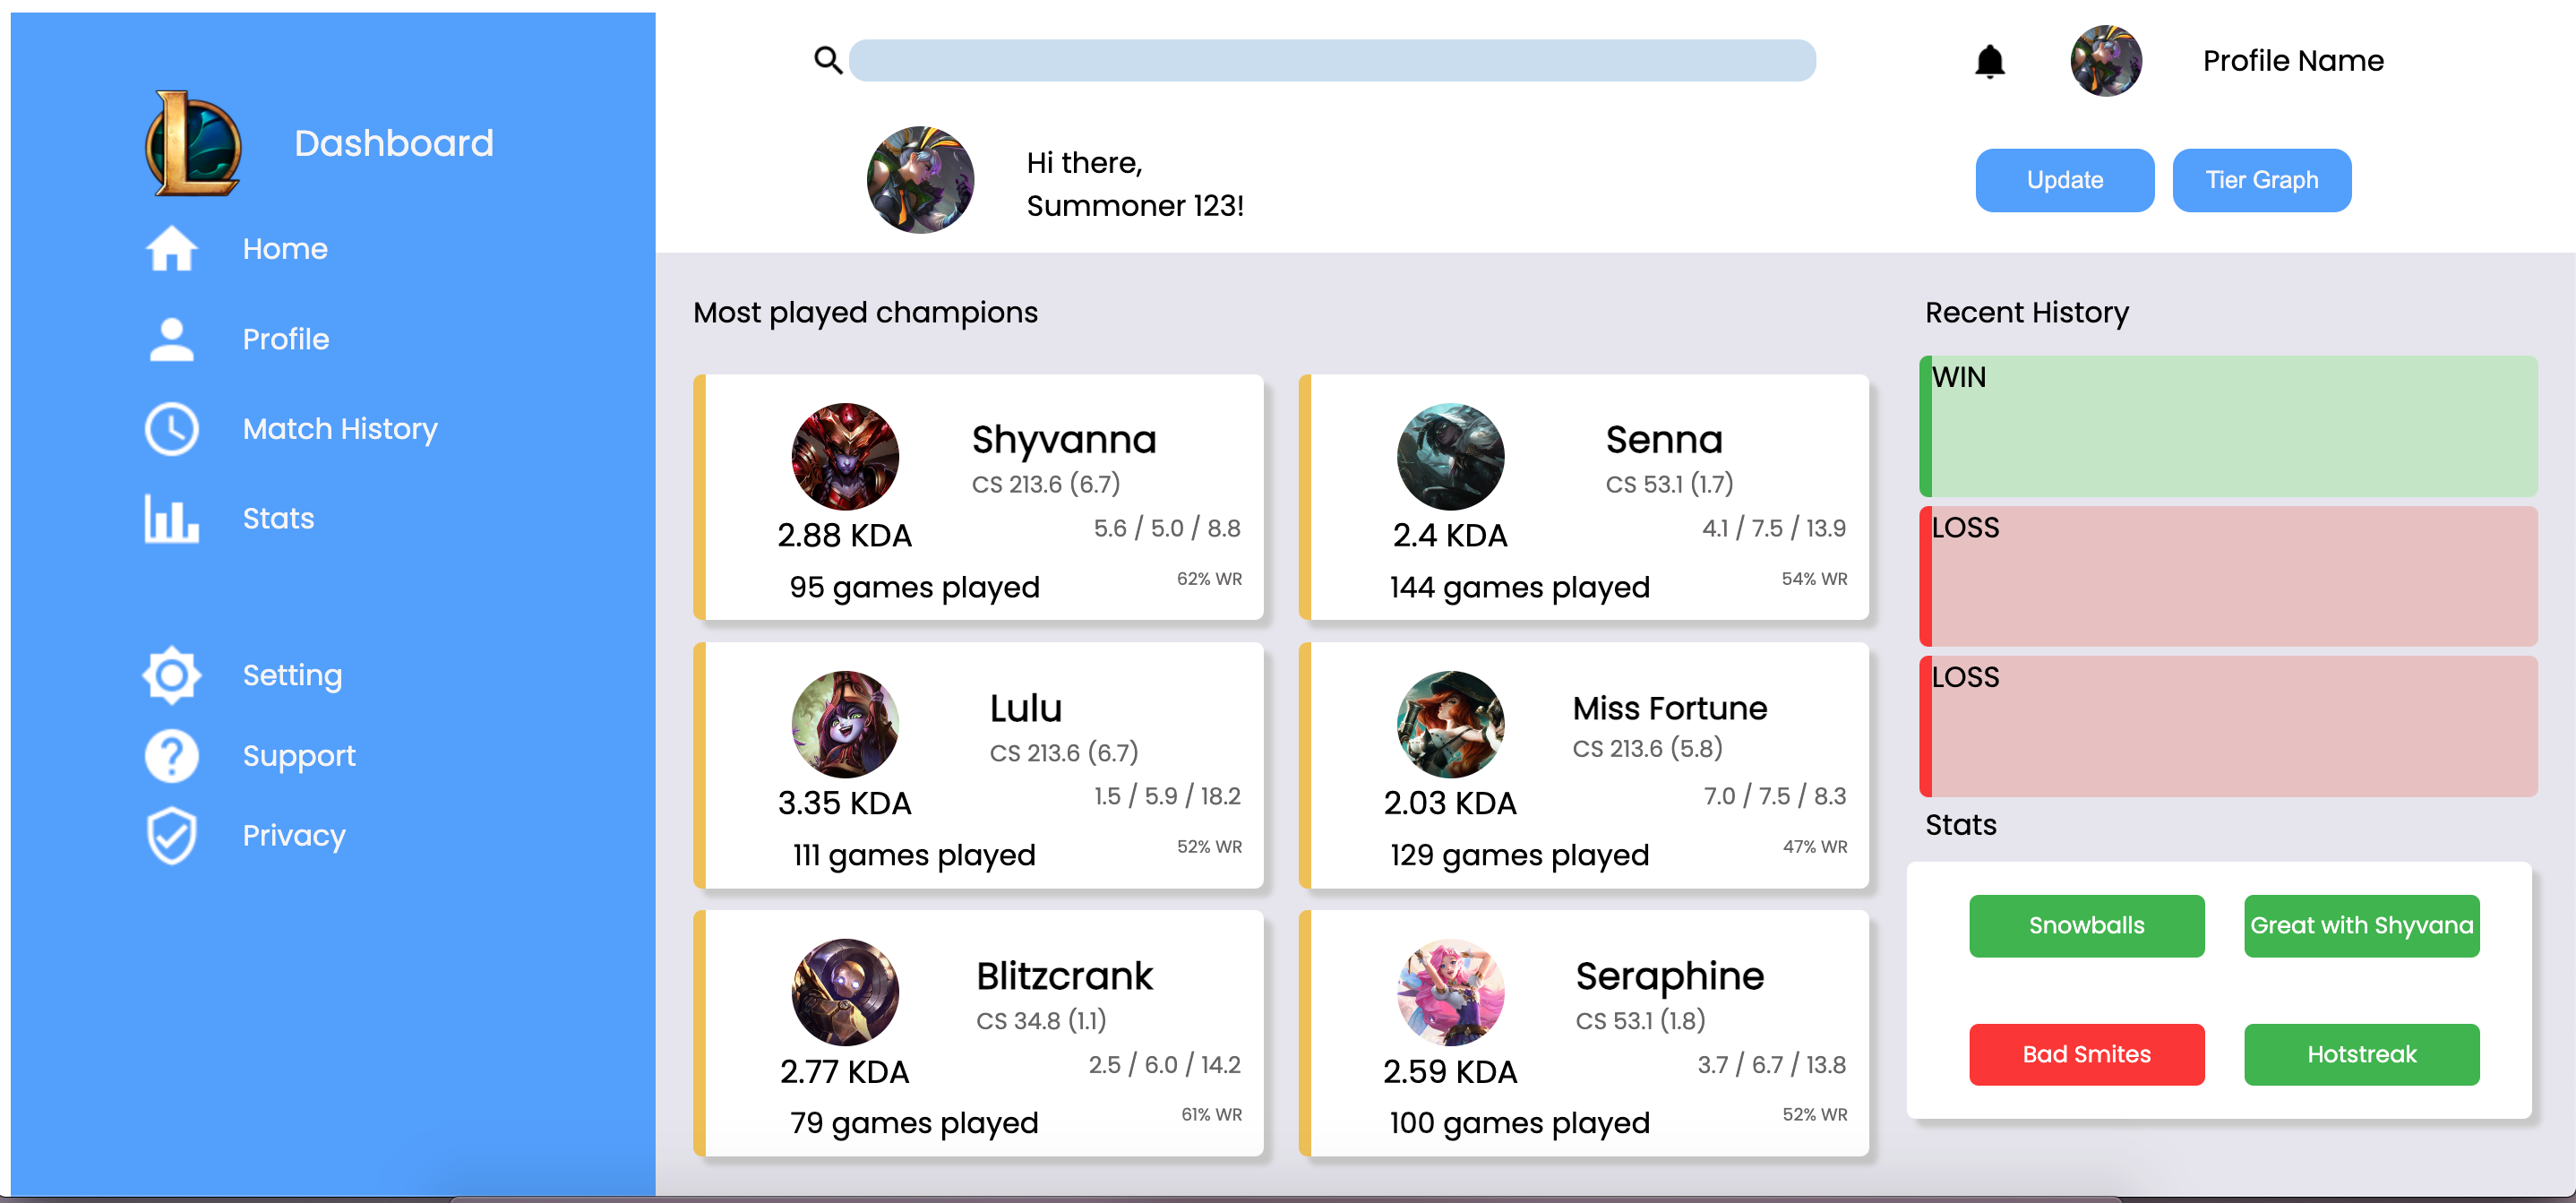 Profile Name
Dashboard
Hi there,
Summoner 123!
Update
Tier Graph
Home
Profile
Match History
Stats
Setting
Support
Privacy
Most played champions
Shyvanna
CS 213.6 (6.7)
2.88 KDA
5.6 / 5.0 / 8.8
95 games played
62% WR
Senna
CS 53.1 (1.7)
2.4 KDA
4.1 / 7.5 / 13.9
144 games played
54% WR
Lulu
CS 213.6 (6.7)
3.35 KDA
1.5 / 5.9 / 18.2
111 games played
52% WR
Miss Fortune
CS 213.6 (5.8)
2.03 KDA
7.0 / 7.5 / 8.3
129 games played
47% WR
Blitzcrank
CS 34.8 (1.1)
2.77 KDA
2.5 / 6.0 / 14.2
79 games played
61% WR
Seraphine
CS 53.1 (1.8)
2.59 KDA
3.7 / 6.7 / 13.8
100 games played
52% WR
Recent History
WIN
LOSS
LOSS
Stats
Snowballs
Great with Shyvana
Bad Smites
Hotstreak